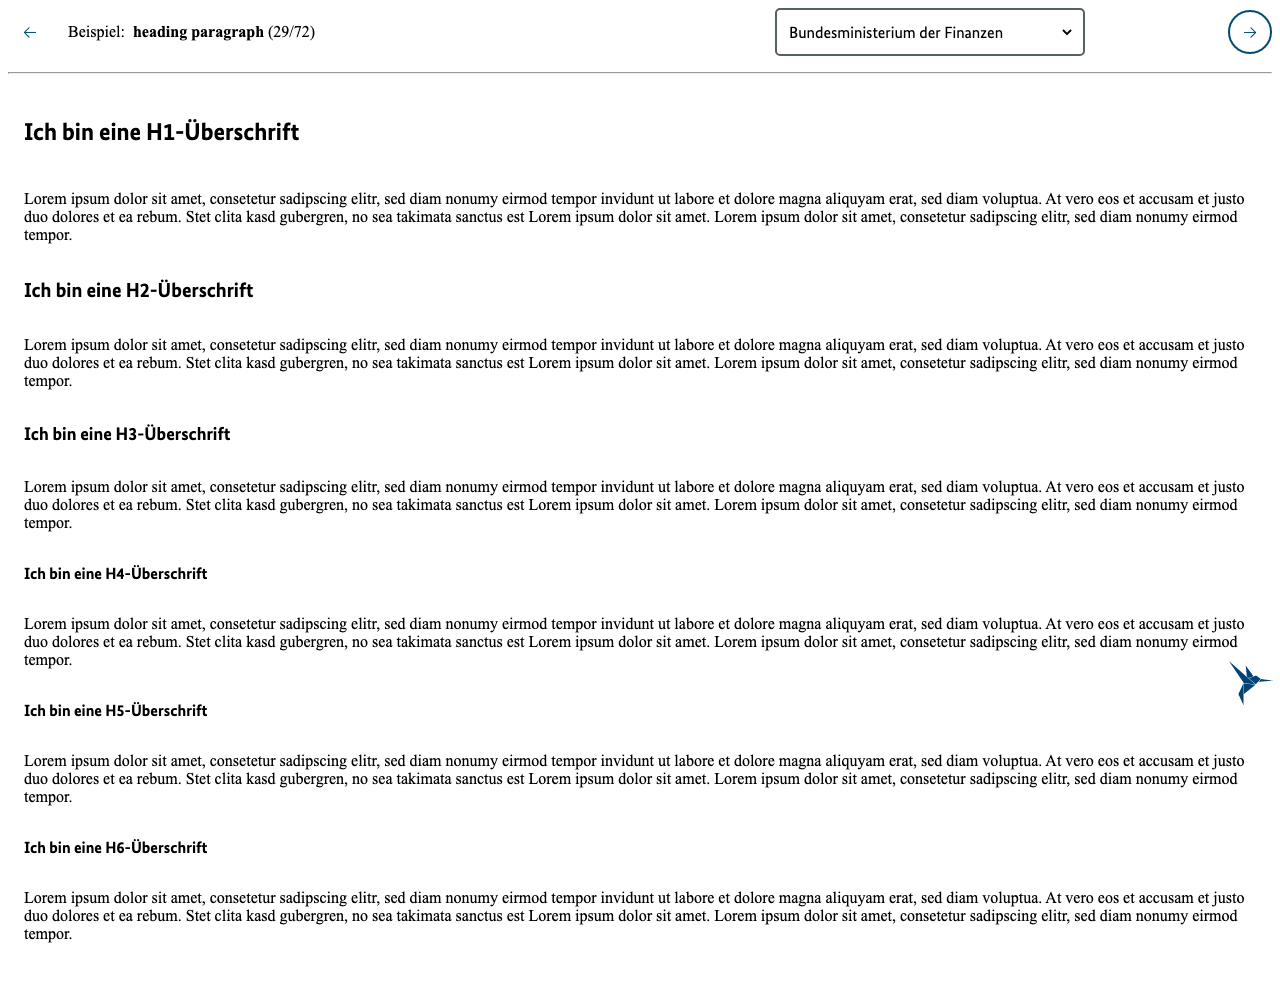 Beispiel: heading paragraph (29/72)
Bundesministerium der Finanzen
Ich bin eine H1-Überschrift
Lorem ipsum dolor sit amet, consetetur sadipscing elitr, sed diam nonumy eirmod tempor invidunt ut labore et dolore magna aliquyam erat, sed diam voluptua. At vero eos et accusam et justo
duo dolores et ea rebum. Stet clita kasd gubergren, no sea takimata sanctus est Lorem ipsum dolor sit amet. Lorem ipsum dolor sit amet, consetetur sadipscing elitr, sed diam nonumy eirmod
tempor.
Ich bin eine H2-Überschrift
Lorem ipsum dolor sit amet, consetetur sadipscing elitr, sed diam nonumy eirmod tempor invidunt ut labore et dolore magna aliquyam erat, sed diam voluptua. At vero eos et accusam et justo
duo dolores et ea rebum. Stet clita kasd gubergren, no sea takimata sanctus est Lorem ipsum dolor sit amet. Lorem ipsum dolor sit amet, consetetur sadipscing elitr, sed diam nonumy eirmod
tempor.
Ich bin eine H3-Überschrift
Lorem ipsum dolor sit amet, consetetur sadipscing elitr, sed diam nonumy eirmod tempor invidunt ut labore et dolore magna aliquyam erat, sed diam voluptua. At vero eos et accusam et justo
duo dolores et ea rebum. Stet clita kasd gubergren, no sea takimata sanctus est Lorem ipsum dolor sit amet. Lorem ipsum dolor sit amet, consetetur sadipscing elitr, sed diam nonumy eirmod
tempor.
Ich bin eine H4-Überschrift
Lorem ipsum dolor sit amet, consetetur sadipscing elitr, sed diam nonumy eirmod tempor invidunt ut labore et dolore magna aliquyam erat, sed diam voluptua. At vero eos et accusam et justo
duo dolores et ea rebum. Stet clita kasd gubergren, no sea takimata sanctus est Lorem ipsum dolor sit amet. Lorem ipsum dolor sit amet, consetetur sadipscing elitr, sed diam nonumy eirmod
tempor.
Ich bin eine H5-Überschrift
Lorem ipsum dolor sit amet, consetetur sadipscing elitr, sed diam nonumy eirmod tempor invidunt ut labore et dolore magna aliquyam erat, sed diam voluptua. At vero eos et accusam et justo
duo dolores et ea rebum. Stet clita kasd gubergren, no sea takimata sanctus est Lorem ipsum dolor sit amet. Lorem ipsum dolor sit amet, consetetur sadipscing elitr, sed diam nonumy eirmod
tempor.
Ich bin eine H6-Überschrift
Lorem ipsum dolor sit amet, consetetur sadipscing elitr, sed diam nonumy eirmod tempor invidunt ut labore et dolore magna aliquyam erat, sed diam voluptua. At vero eos et accusam et justo
duo dolores et ea rebum. Stet clita kasd gubergren, no sea takimata sanctus est Lorem ipsum dolor sit amet. Lorem ipsum dolor sit amet, consetetur sadipscing elitr, sed diam nonumy eirmod
tempor.